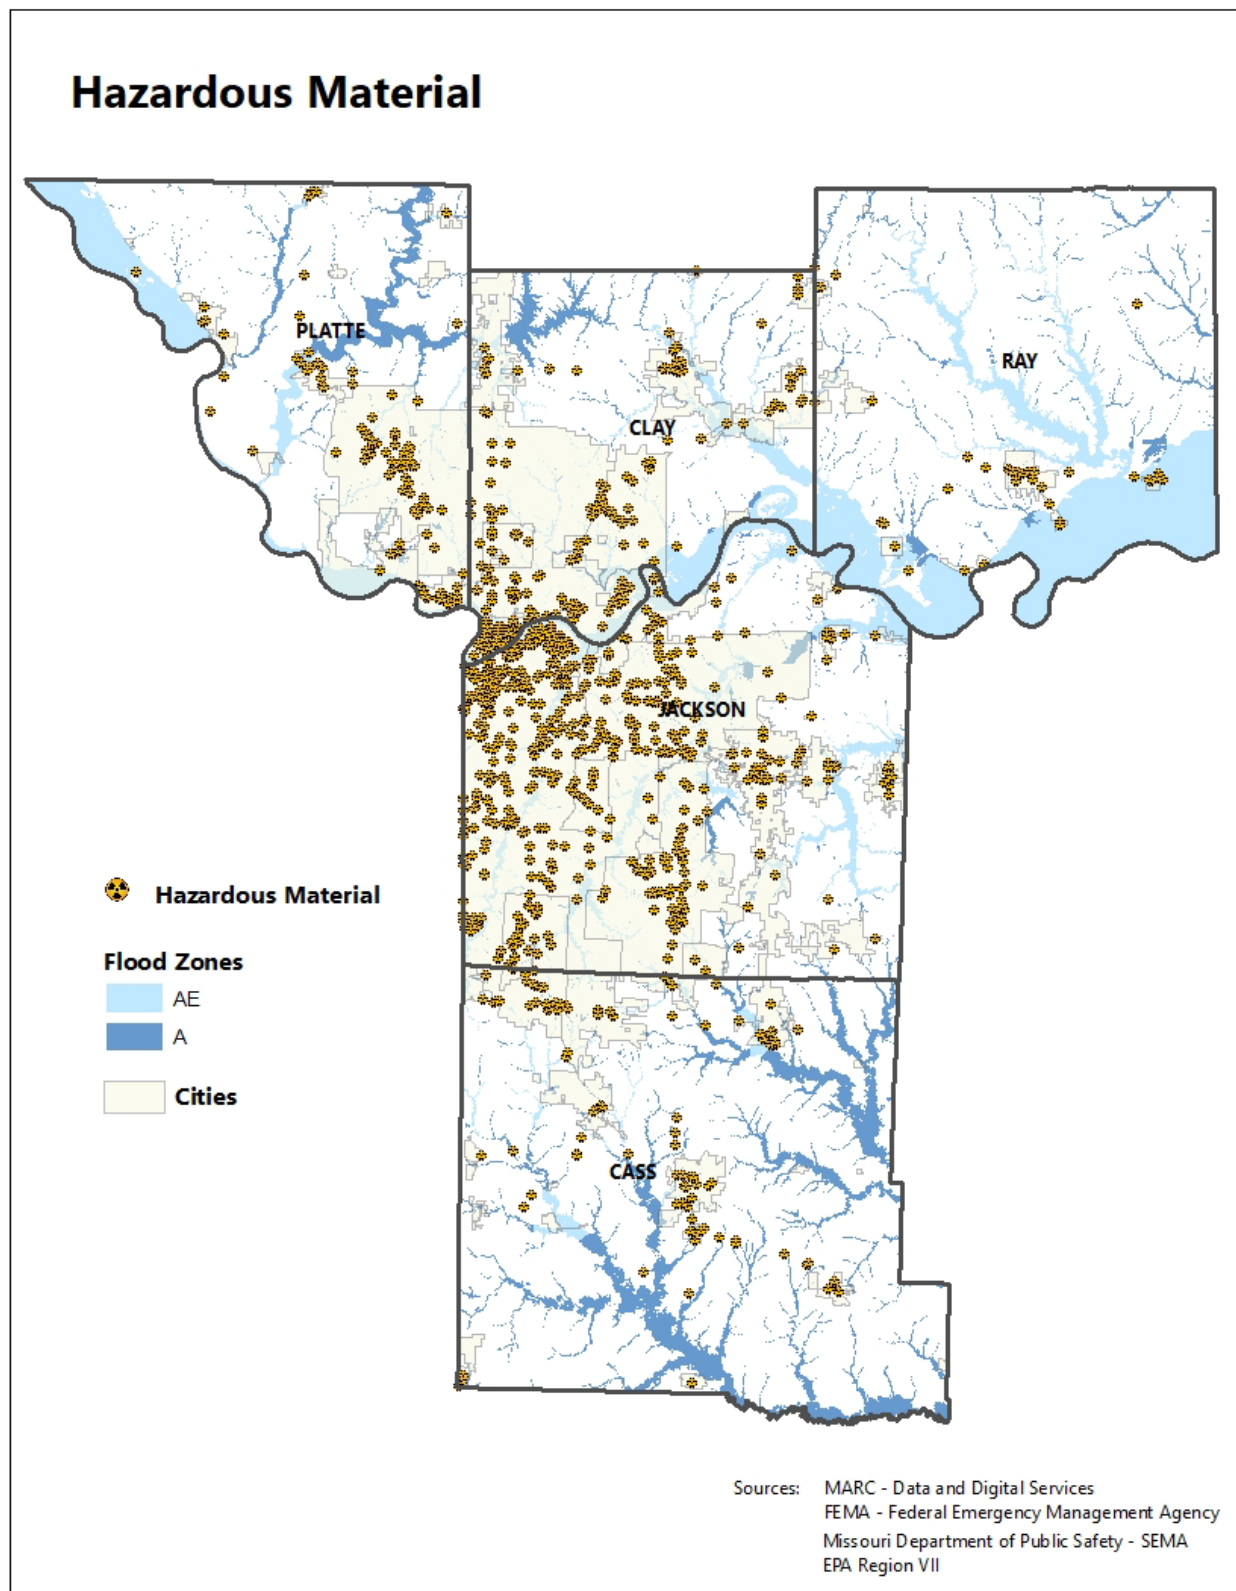 Hazardous Material
PLATTE
RAY
CLAY
JACKSON
Hazardous Material
Flood Zones
AE
A
Cities
CASS
Sources: MARC - Data and Digital Services
FEMA - Federal Emergency Management Agency
Missouri Department of Public Safety - SEMA
EPA Region VII